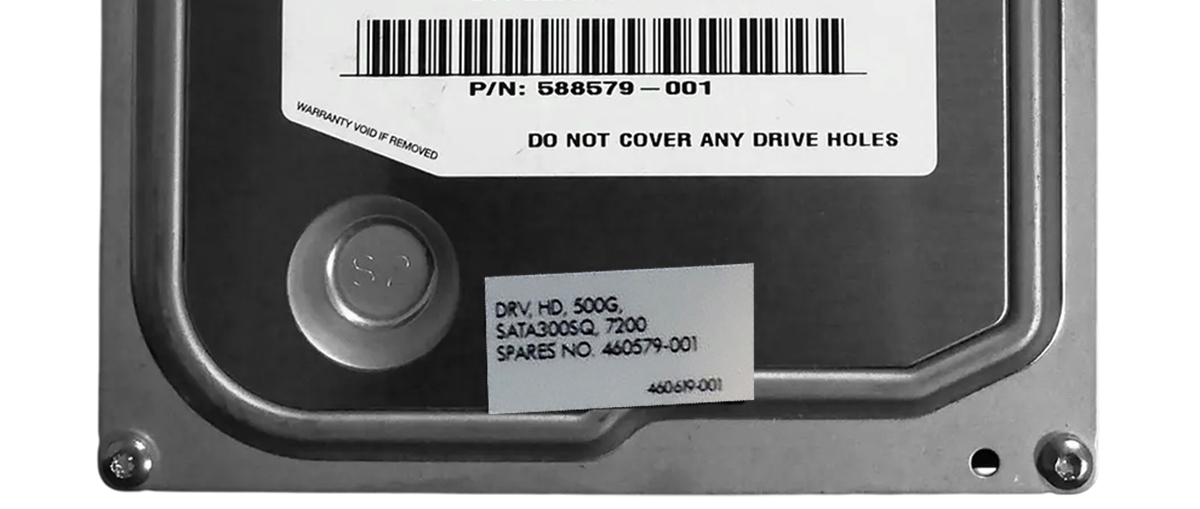 P/N: 588579-001
WARRANTY VOID IF REMOVED
DO NOT COVER ANY DRIVE HOLES
S2
DRV, HD, 500G,
SATA300SQ, 7200
SPARES NO. 460579-001
460619-001